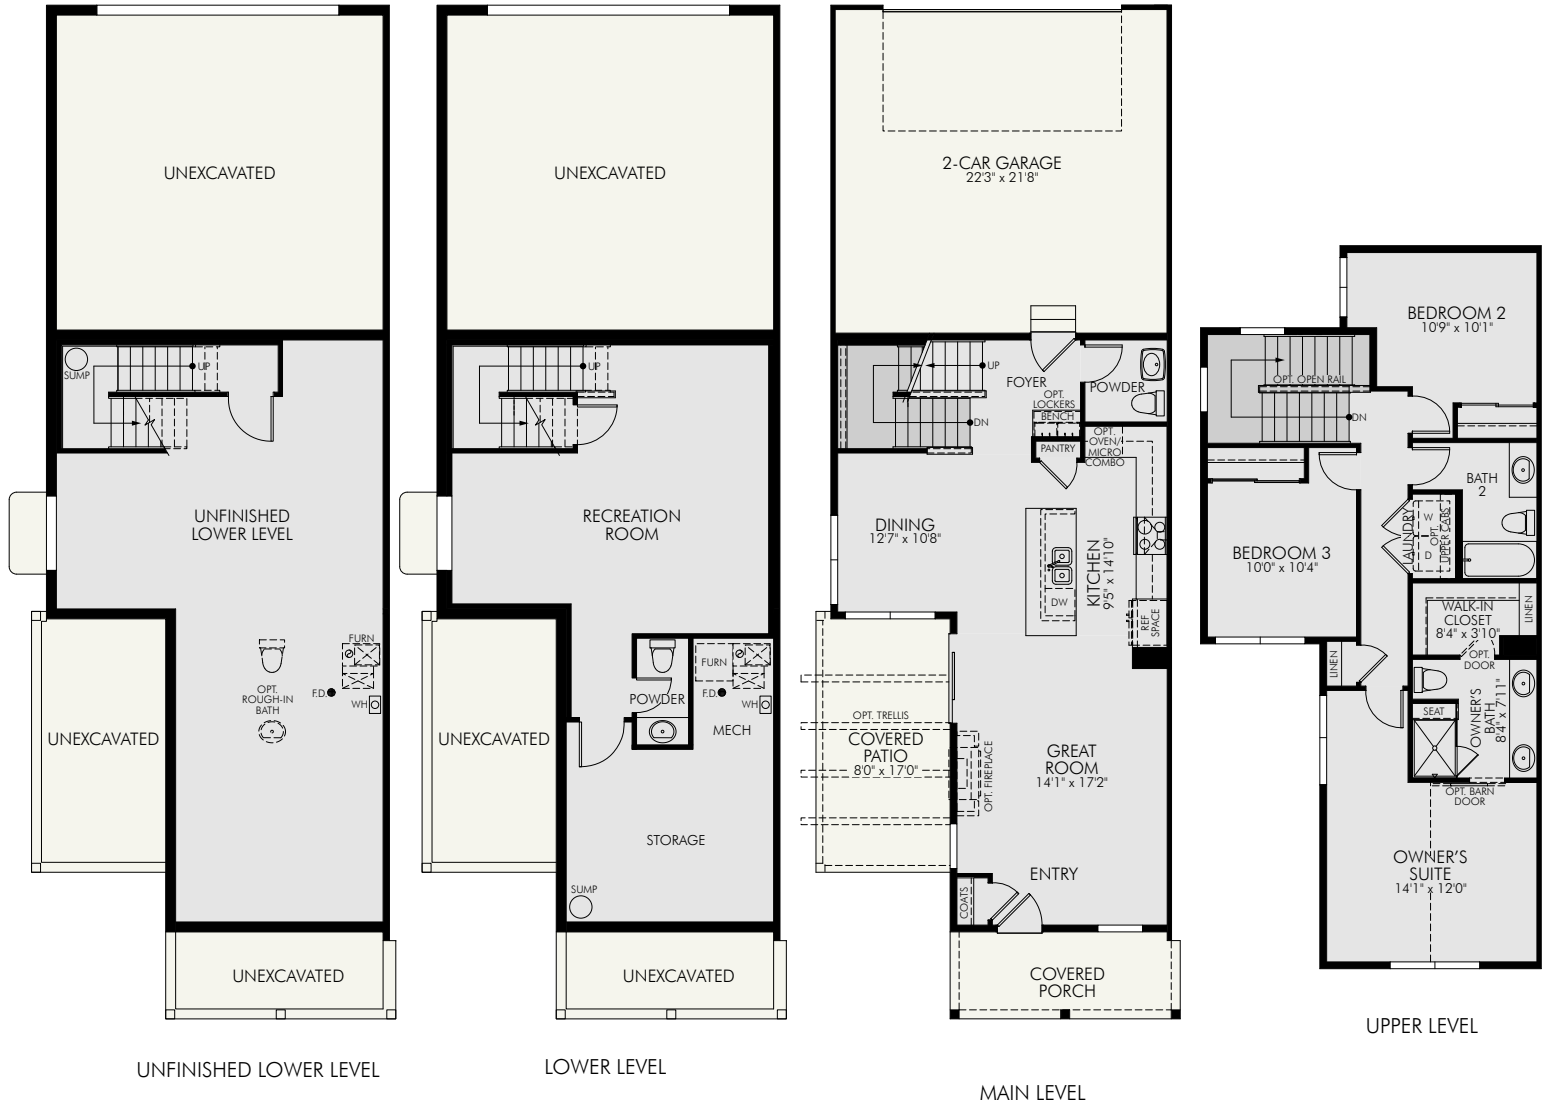 UNEXCAVATED
SUMP
UP
UNFINISHED
LOWER LEVEL
OPT.
ROUGH-IN
BATH
FURN
F.D.
WH
UNEXCAVATED
UNEXCAVATED
UNFINISHED LOWER LEVEL
UNEXCAVATED
UP
RECREATION
ROOM
POWDER
FURN
F.D.
WH
MECH
UNEXCAVATED
STORAGE
SUMP
UNEXCAVATED
LOWER LEVEL
2-CAR GARAGE
22'3" x 21'8"
UP
FOYER
POWDER
OPT.
LOCKERS
BENCH
DN
PANTRY
OPT.
OVEN/
MICRO
COMBO
DINING
12'7" x 10'8"
KITCHEN
9'5" x 14'10"
DW
REF
SPACE
OPT. TRELLIS
COVERED
PATIO
8'0" x 17'0"
OPT. FIREPLACE
GREAT
ROOM
14'1" x 17'2"
ENTRY
COATS
COVERED
PORCH
MAIN LEVEL
BEDROOM 2
10'9" x 10'1"
OPT. OPEN RAIL
DN
BATH
2
LAUNDRY
W
D
OPT.
UPPER CABS
BEDROOM 3
10'0" x 10'4"
WALK-IN
CLOSET
8'4" x 3'10"
LINEN
OPT.
DOOR
LINEN
OWNER'S
BATH
8'4" x 7'11"
SEAT
OPT. BARN
DOOR
OWNER'S
SUITE
14'1" x 12'0"
UPPER LEVEL